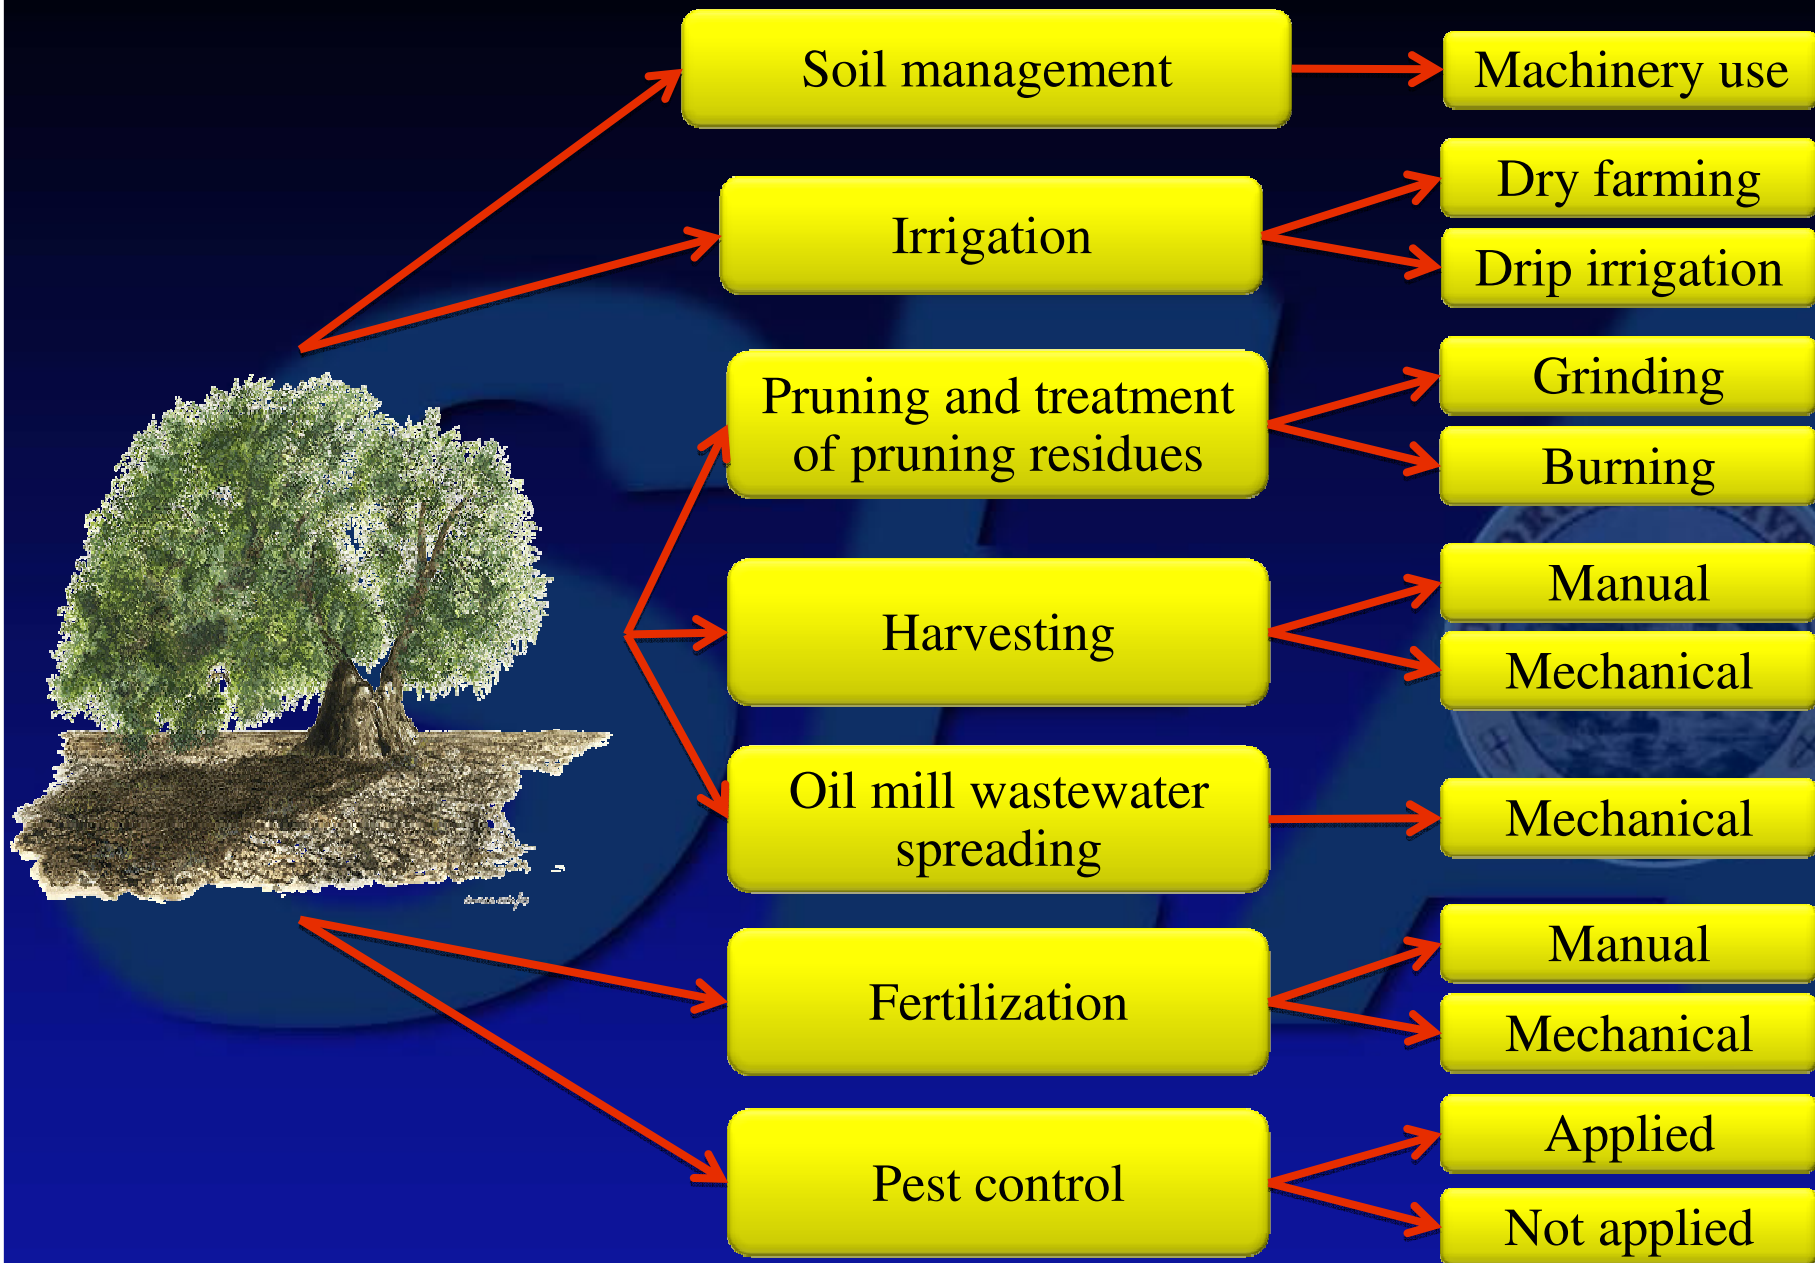 Soil management
Machinery use
Irrigation
Dry farming
Drip irrigation
Pruning and treatment
of pruning residues
Grinding
Burning
Harvesting
Manual
Mechanical
Oil mill wastewater
spreading
Mechanical
Fertilization
Manual
Mechanical
Pest control
Applied
Not applied